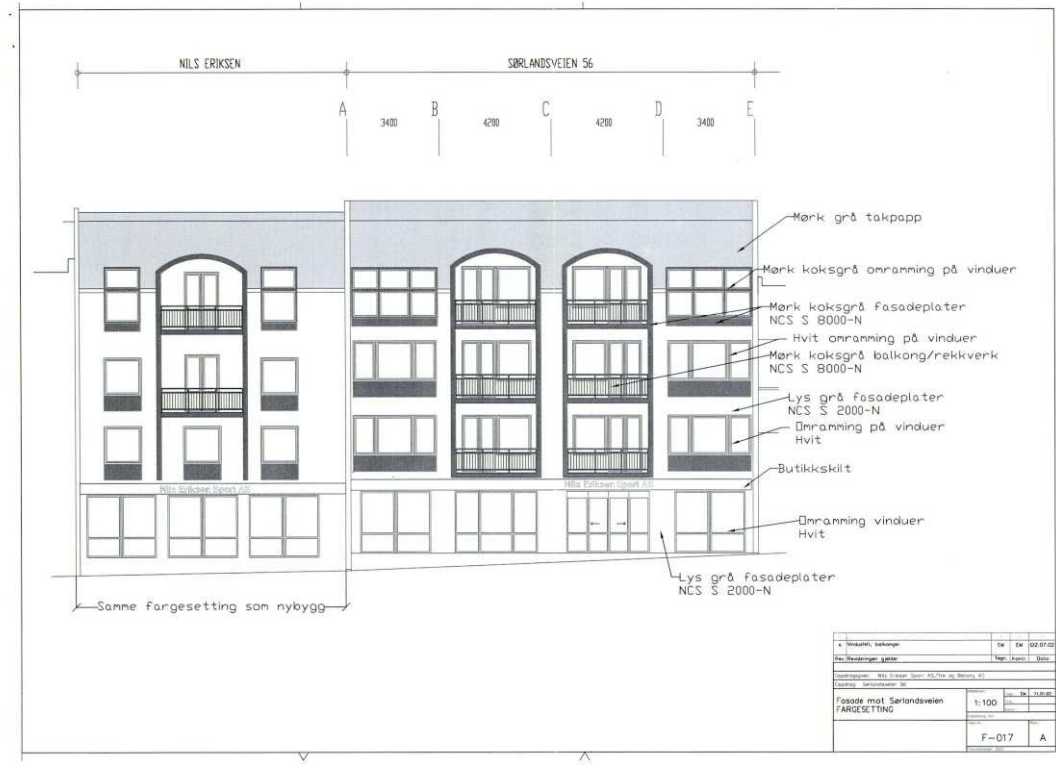 NILS ERIKSEN
SØRLANDSVEIEN 56
A
B
C
D
E
3400
4200
4200
3400
Mørk grå takpapp
Mørk koksgrå omramming på vinduer
Mørk koksgrå fasadeplater
NCS S 8000-N
Hvit omramming på vinduer
Mørk koksgrå balkong/rekkverk
NCS S 8000-N
Lys grå fasadeplater
NCS S 2000-N
Omramming på vinduer
Hvit
Butikkskilt
Nils Eriksen Sport AS
Nils Eriksen Sport AS
Omramming vinduer
Hvit
Lys grå fasadeplater
NCS S 2000-N
Samme fargesetting som nybygg
Rev. Revideringen gjelder
Fasade mot Sørlandsveien
FARGESETTING
1:100
F-017
A